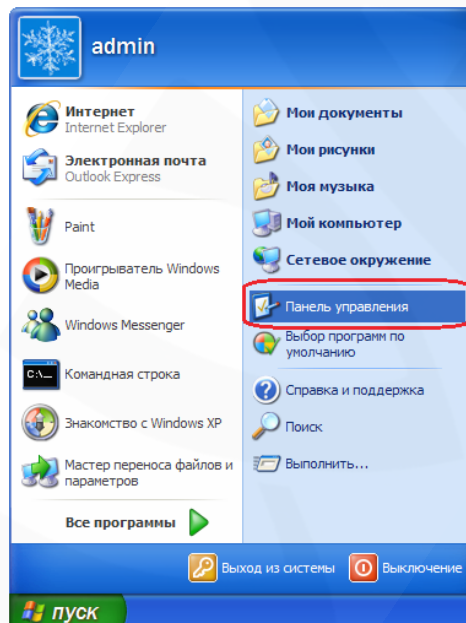 admin
Интернет
Internet Explorer
Электронная почта
Outlook Express
Paint
Проигрыватель Windows
Media
Windows Messenger
Командная строка
Знакомство с Windows XP
Мастер переноса файлов и
параметров
Все программы
Мои документы
Мои рисунки
Моя музыка
Мой компьютер
Сетевое окружение
Панель управления
Выбор программ по
умолчанию
Справка и поддержка
Поиск
Выполнить...
Выход из системы
Выключение
пуск